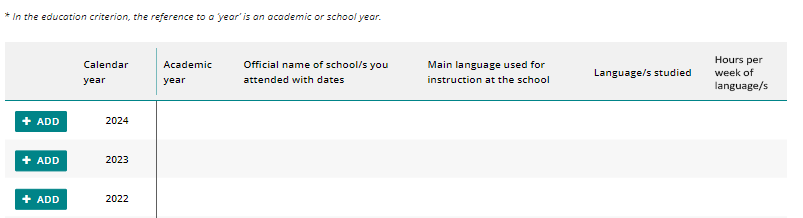 * In the education criterion, the reference to a 'year' is an academic or school year.
Calendar year
Academic year
Official name of school/s you attended with dates
Main language used for instruction at the school
Language/s studied
Hours per week of language/s
+ ADD 2024
+ ADD 2023
+ ADD 2022